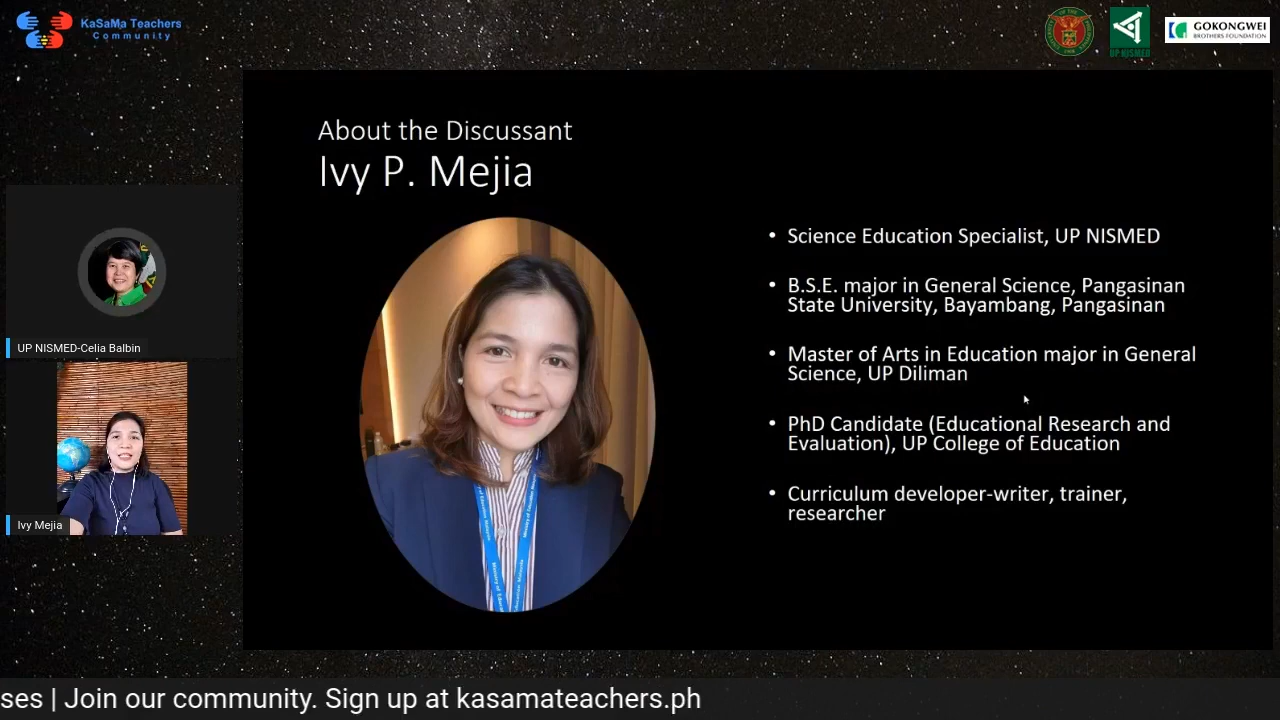 KaSaMa Teachers
Community
UP NISMED
GOKONGWEI
BROTHERS FOUNDATION
About the Discussant
Ivy P. Mejia
• Science Education Specialist, UP NISMED
• B.S.E. major in General Science, Pangasinan
State University, Bayambang, Pangasinan
• Master of Arts in Education major in General
Science, UP Diliman
• PhD Candidate (Educational Research and
Evaluation), UP College of Education
• Curriculum developer-writer, trainer,
researcher
UP NISMED-Celia Balbin
Ivy Mejia
ses | Join our community. Sign up at kasamateachers.ph